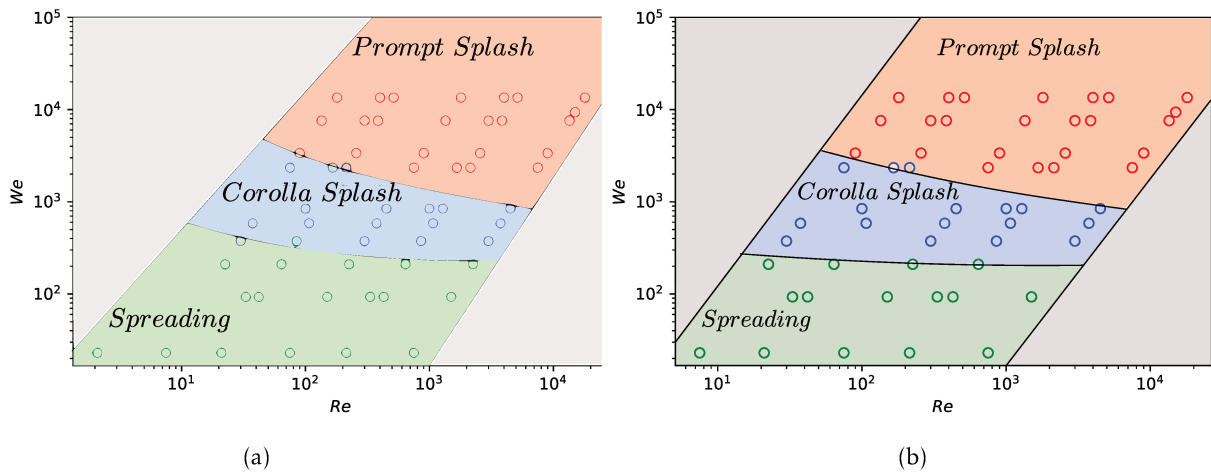 10^5
10^4
10^3
10^2
We
Prompt Splash
Corolla Splash
Spreading
10^1 10^2 10^3 10^4
Re
(a)
10^5
10^4
10^3
10^2
We
Prompt Splash
Corolla Splash
Spreading
10^1 10^2 10^3 10^4
Re
(b)